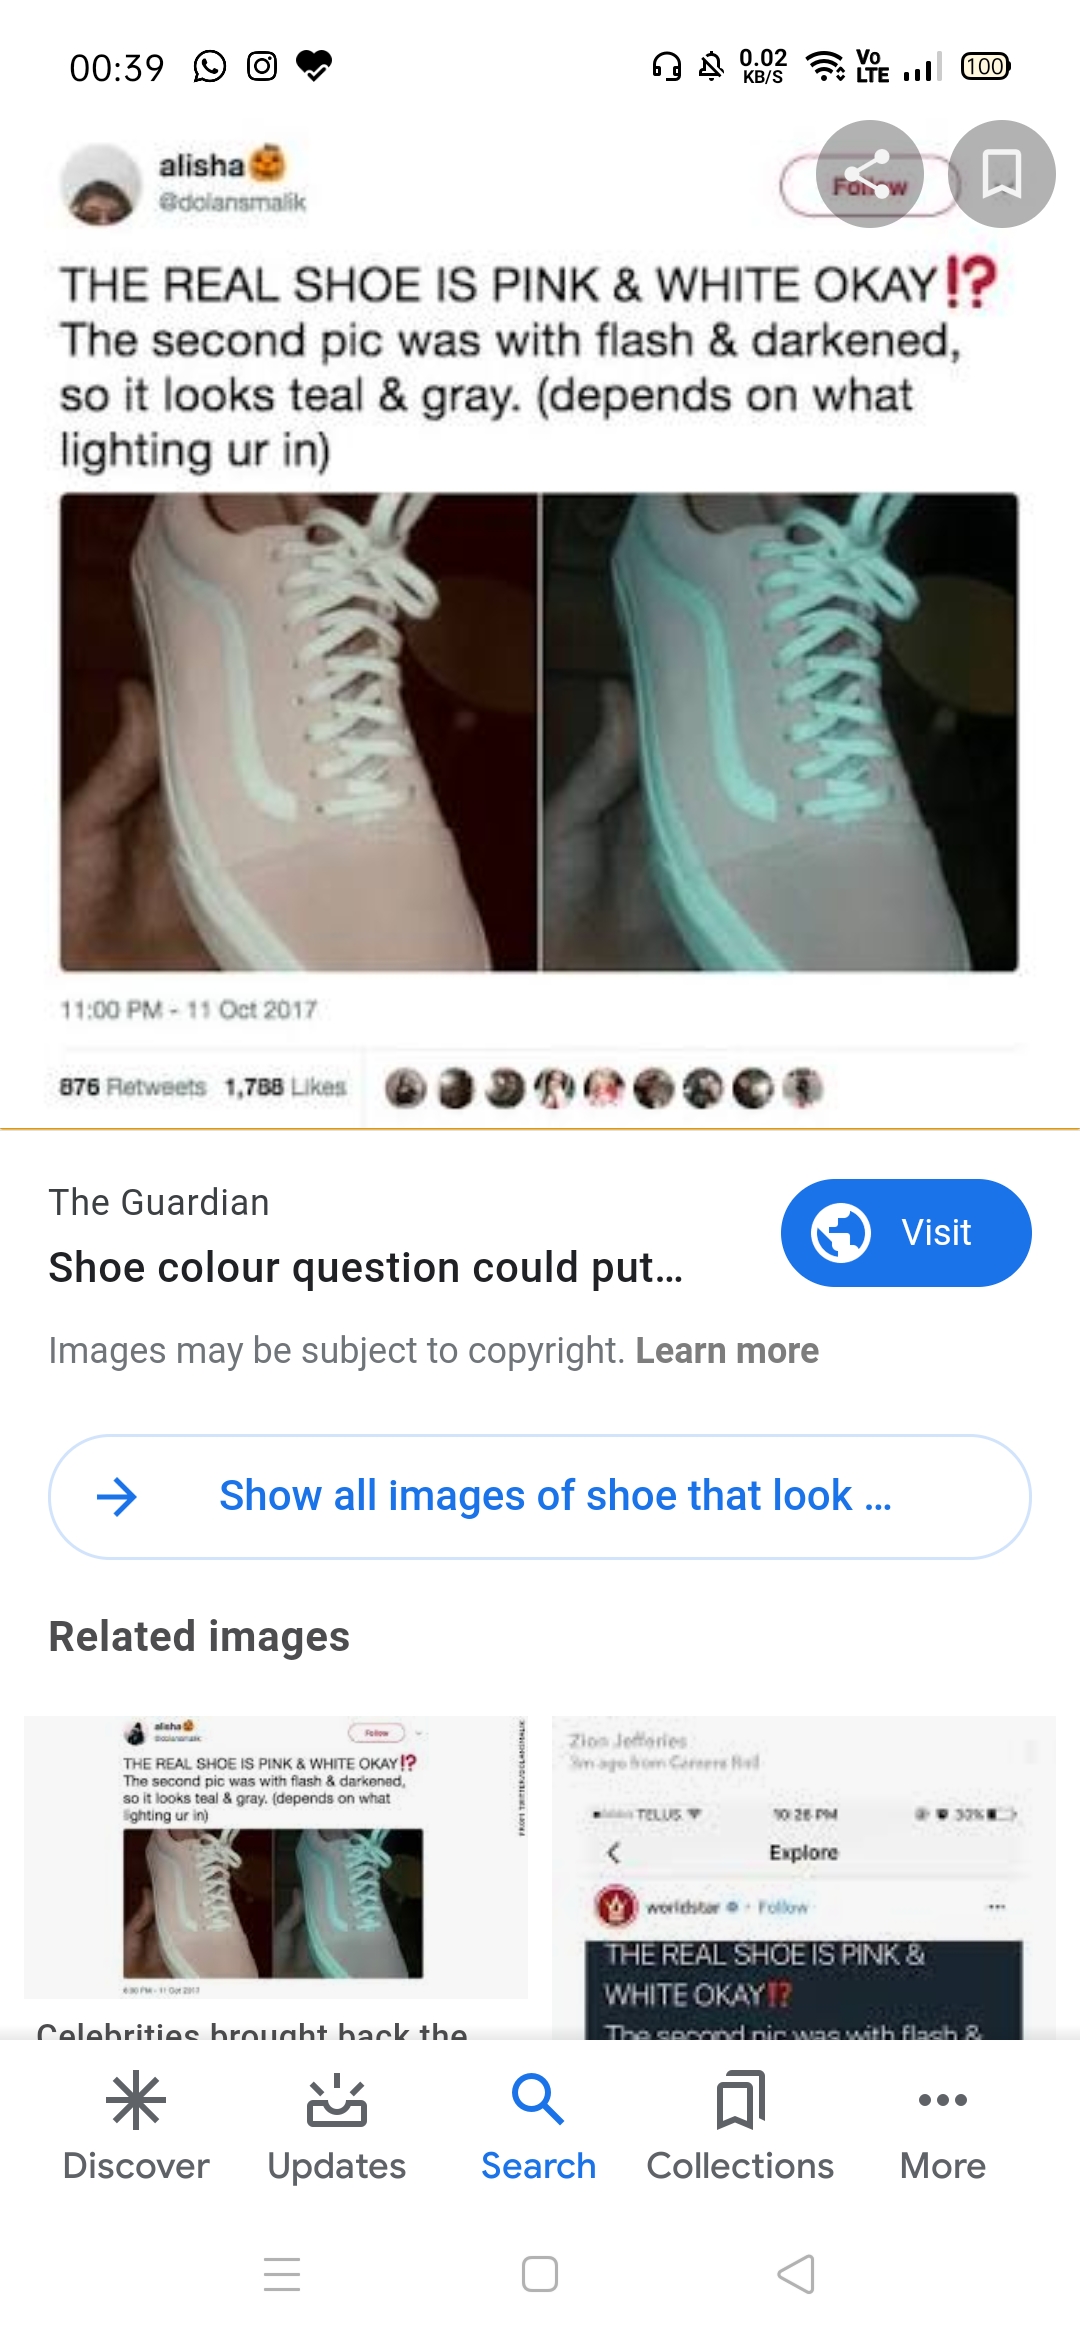 00:39
0.02 KB/S
Vo LTE
100
alisha🎃
@dolansmalik
Follow
THE REAL SHOE IS PINK & WHITE OKAY⁉️
The second pic was with flash & darkened,
so it looks teal & gray. (depends on what
lighting ur in)
11:00 PM - 11 Oct 2017
876 Retweets 1,788 Likes
The Guardian
Shoe colour question could put...
Visit
Images may be subject to copyright. Learn more
Show all images of shoe that look ...
Related images
alisha🎃
Follow
THE REAL SHOE IS PINK & WHITE OKAY⁉️
The second pic was with flash & darkened,
so it looks teal & gray. (depends on what
lighting ur in)
Celebrities brought back the
Zion Jefferies
3m ago from Camera Roll
TELUS
10:26 PM
30%
Explore
worldstar
Follow
THE REAL SHOE IS PINK &
WHITE OKAY⁉️
The second pic was with flash &
Discover
Updates
Search
Collections
More